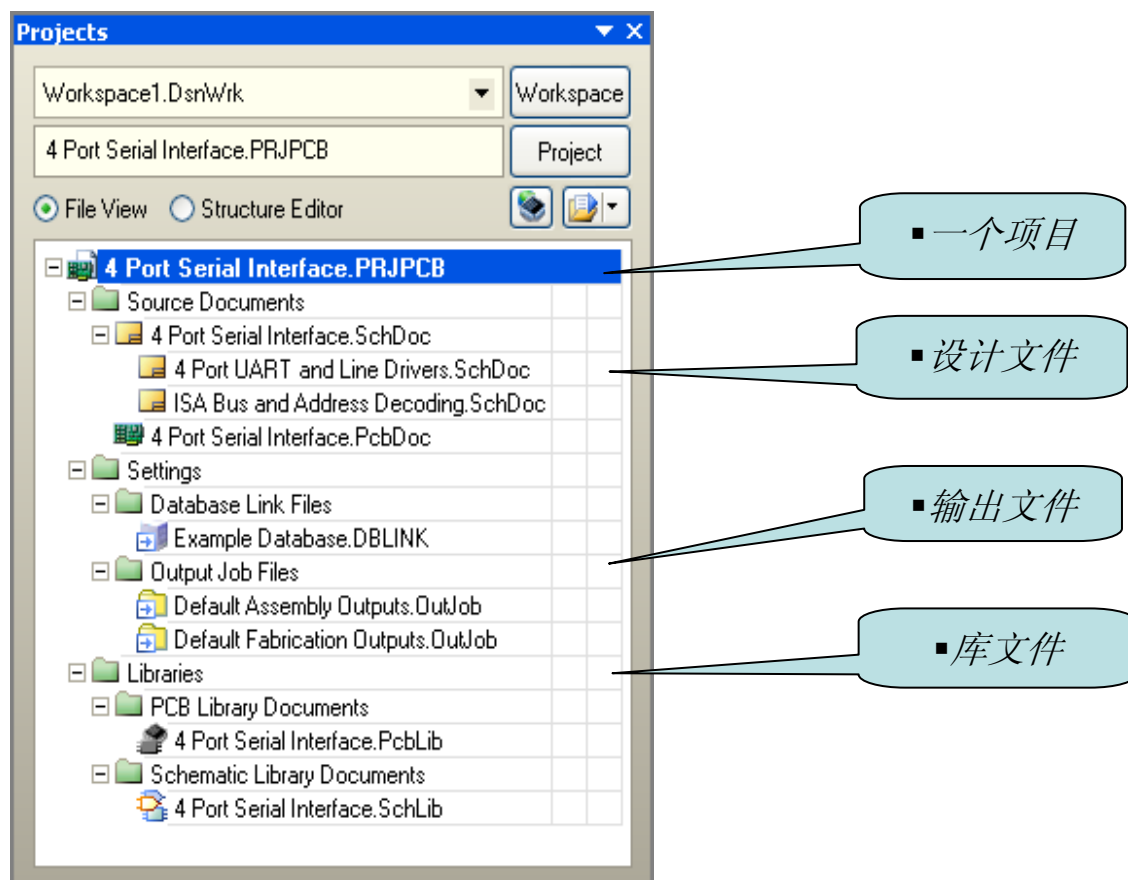 Projects
Workspace1.DsnWrk
Workspace
4 Port Serial Interface.PRJPCB
Project
File View
Structure Editor
4 Port Serial Interface.PRJPCB
Source Documents
4 Port Serial Interface.SchDoc
4 Port UART and Line Drivers.SchDoc
ISA Bus and Address Decoding.SchDoc
4 Port Serial Interface.PcbDoc
Settings
Database Link Files
Example Database.DBLINK
Output Job Files
Default Assembly Outputs.OutJob
Default Fabrication Outputs.OutJob
Libraries
PCB Library Documents
4 Port Serial Interface.PcbLib
Schematic Library Documents
4 Port Serial Interface.SchLib
▪一个项目
▪设计文件
▪输出文件
▪库文件